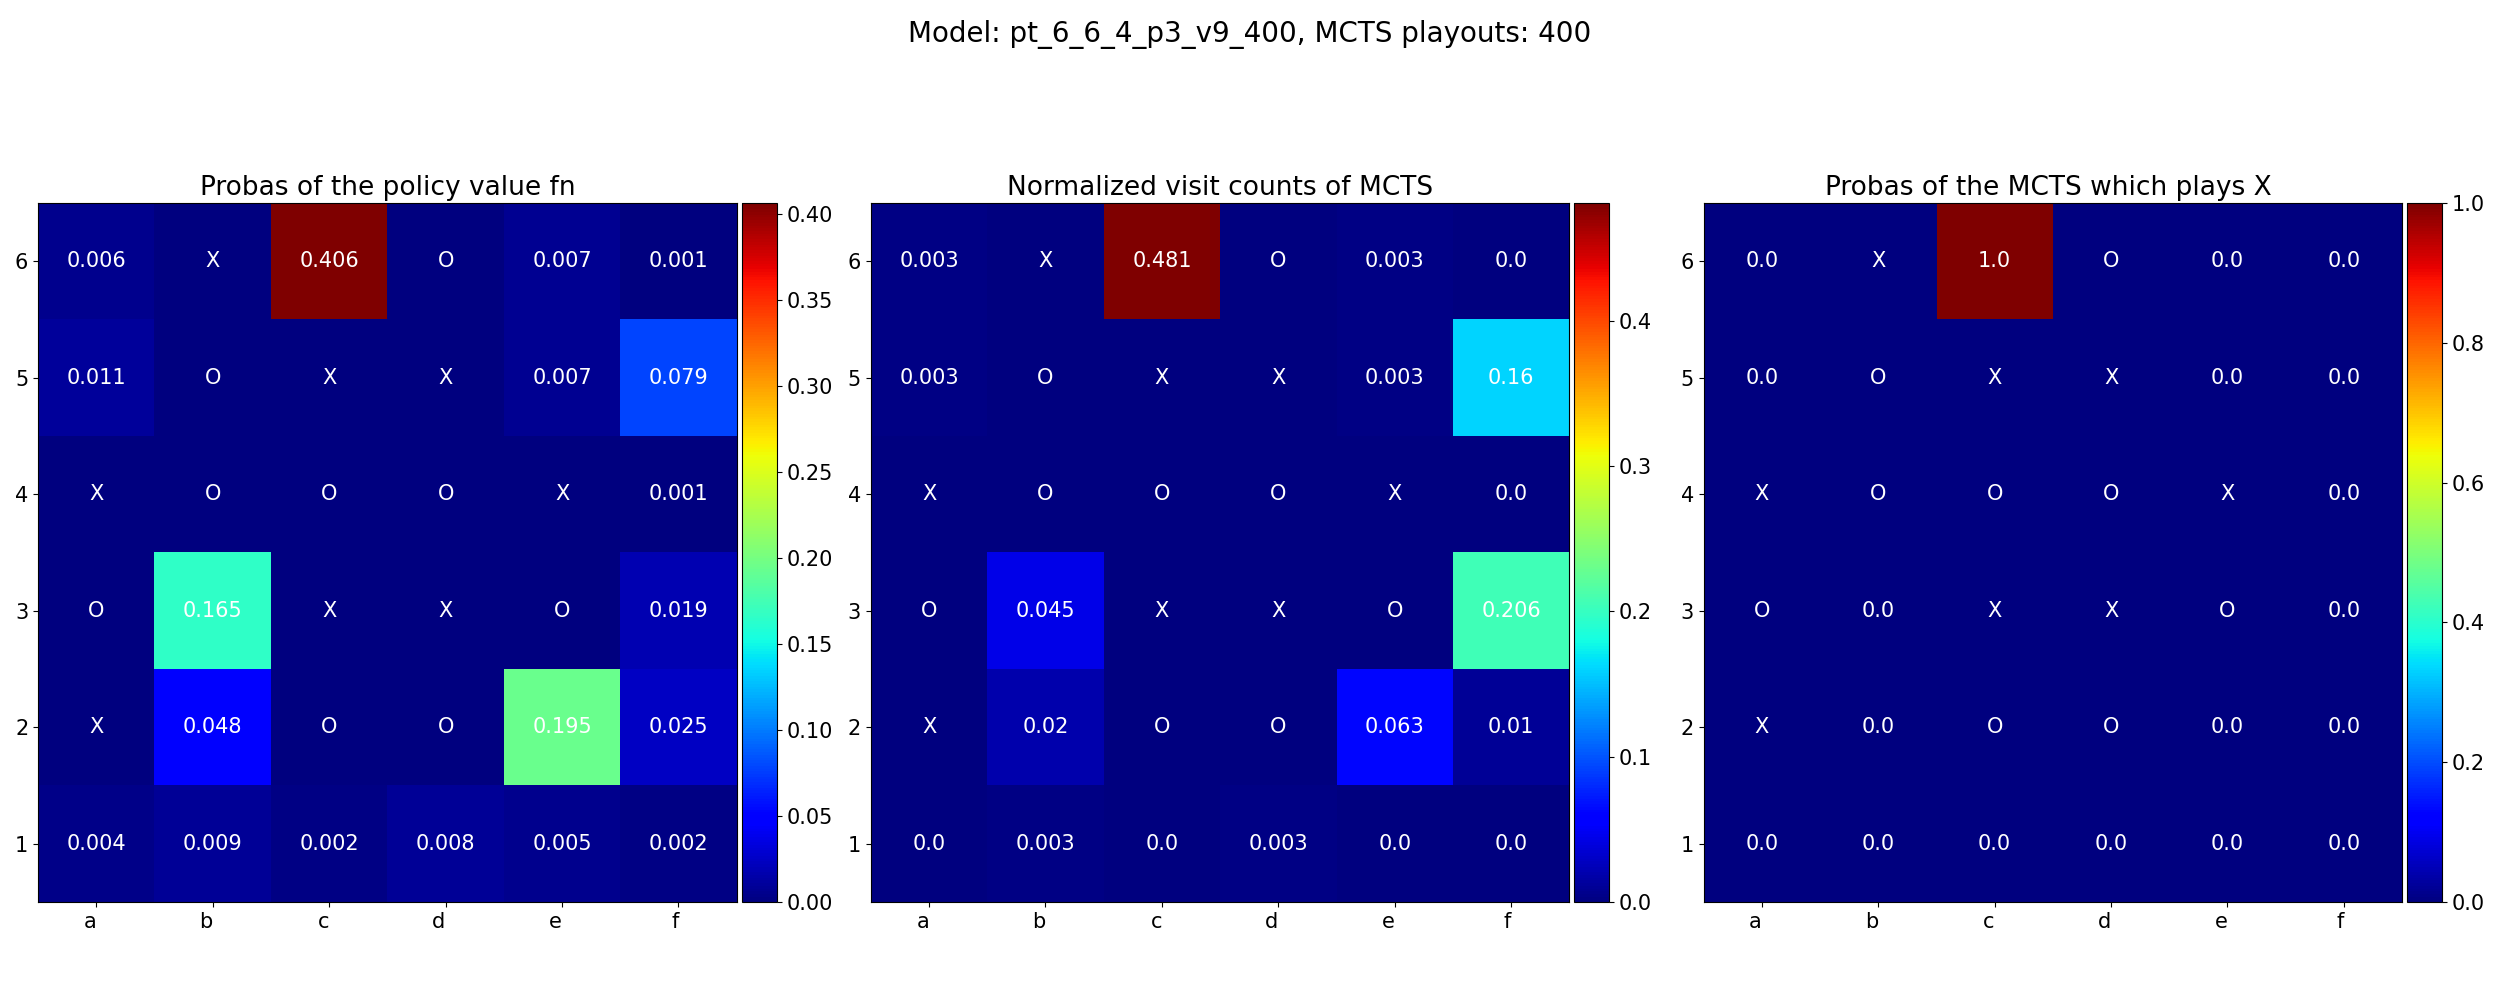 Model: pt_6_6_4_p3_v9_400, MCTS playouts: 400
Probas of the policy value fn
6 0.006 X 0.406 O 0.007 0.001
5 0.011 O X X 0.007 0.079
4 X O O O X 0.001
3 O 0.165 X X O 0.019
2 X 0.048 O O 0.195 0.025
1 0.004 0.009 0.002 0.008 0.005 0.002
a b c d e f
0.40
0.35
0.30
0.25
0.20
0.15
0.10
0.05
0.00
Normalized visit counts of MCTS
6 0.003 X 0.481 O 0.003 0.0
5 0.003 O X X 0.003 0.16
4 X O O O X 0.0
3 O 0.045 X X O 0.206
2 X 0.02 O O 0.063 0.01
1 0.0 0.003 0.0 0.003 0.0 0.0
a b c d e f
0.4
0.3
0.2
0.1
0.0
Probas of the MCTS which plays X
6 0.0 X 1.0 O 0.0 0.0
5 0.0 O X X 0.0 0.0
4 X O O O X 0.0
3 O 0.0 X X O 0.0
2 X 0.0 O O 0.0 0.0
1 0.0 0.0 0.0 0.0 0.0 0.0
a b c d e f
1.0
0.8
0.6
0.4
0.2
0.0